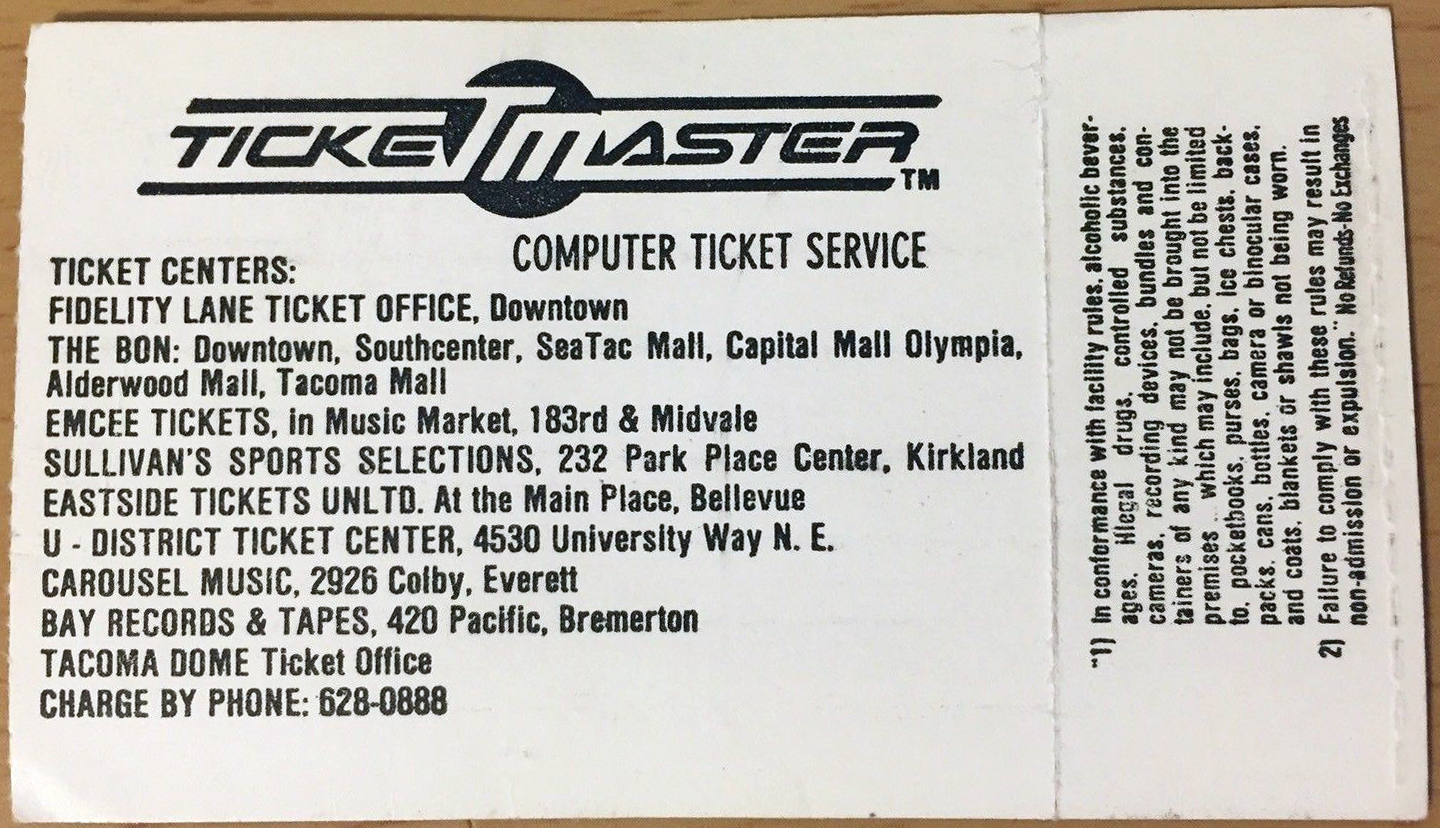 TICKETMASTER TM
COMPUTER TICKET SERVICE
TICKET CENTERS:
FIDELITY LANE TICKET OFFICE, Downtown
THE BON: Downtown, Southcenter, SeaTac Mall, Capital Mall Olympia,
Alderwood Mall, Tacoma Mall
EMCEE TICKETS, in Music Market, 183rd & Midvale
SULLIVAN'S SPORTS SELECTIONS, 232 Park Place Center, Kirkland
EASTSIDE TICKETS UNLTD. At the Main Place, Bellevue
U - DISTRICT TICKET CENTER, 4530 University Way N. E.
CAROUSEL MUSIC, 2926 Colby, Everett
BAY RECORDS & TAPES, 420 Pacific, Bremerton
TACOMA DOME Ticket Office
CHARGE BY PHONE: 628-0888
"1) In conformance with facility rules, alcoholic bever-
ages, illegal drugs, controlled substances,
cameras, recording devices, bundles and con-
tainers of any kind may not be brought into the
premises .. which may include, but not be limited
to, pocketbooks, purses, bags, ice chests, back-
packs, cans, bottles, camera or binocular cases,
and coats, blankets or shawls not being worn.
2) Failure to comply with these rules may result in
non-admission or expulsion." No Refunds-No Exchanges